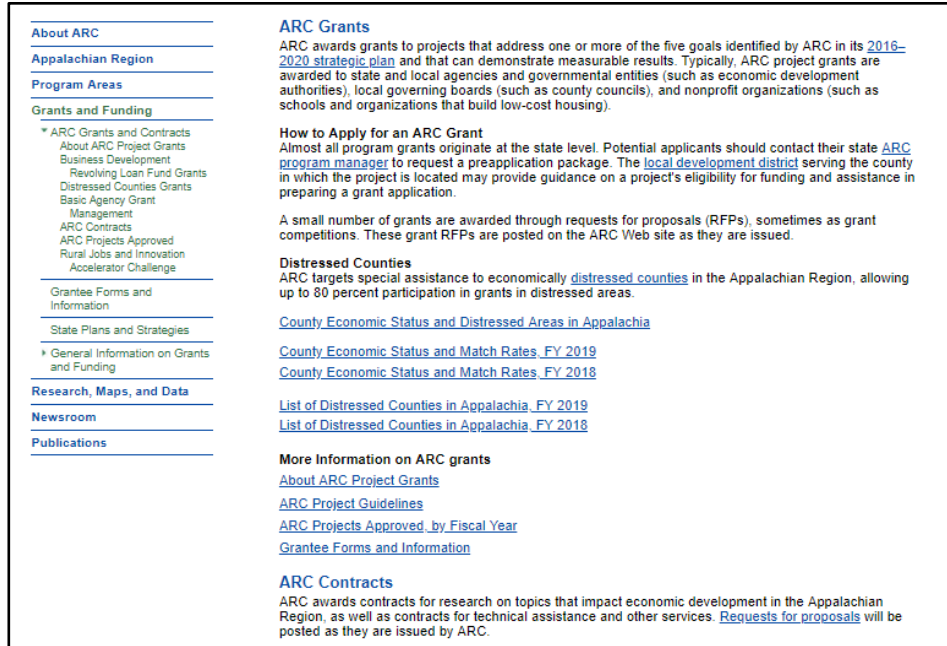 About ARC
Appalachian Region
Program Areas
Grants and Funding
ARC Grants and Contracts
About ARC Project Grants
Business Development
Revolving Loan Fund Grants
Distressed Counties Grants
Basic Agency Grant
Management
ARC Contracts
ARC Projects Approved
Rural Jobs and Innovation
Accelerator Challenge
Grantee Forms and
Information
State Plans and Strategies
General Information on Grants
and Funding
Research, Maps, and Data
Newsroom
Publications
ARC Grants
ARC awards grants to projects that address one or more of the five goals identified by ARC in its 2016–
2020 strategic plan and that can demonstrate measurable results. Typically, ARC project grants are
awarded to state and local agencies and governmental entities (such as economic development
authorities), local governing boards (such as county councils), and nonprofit organizations (such as
schools and organizations that build low-cost housing).
How to Apply for an ARC Grant
Almost all program grants originate at the state level. Potential applicants should contact their state ARC
program manager to request a preapplication package. The local development district serving the county
in which the project is located may provide guidance on a project's eligibility for funding and assistance in
preparing a grant application.
A small number of grants are awarded through requests for proposals (RFPs), sometimes as grant
competitions. These grant RFPs are posted on the ARC Web site as they are issued.
Distressed Counties
ARC targets special assistance to economically distressed counties in the Appalachian Region, allowing
up to 80 percent participation in grants in distressed areas.
County Economic Status and Distressed Areas in Appalachia
County Economic Status and Match Rates, FY 2019
County Economic Status and Match Rates, FY 2018
List of Distressed Counties in Appalachia, FY 2019
List of Distressed Counties in Appalachia, FY 2018
More Information on ARC grants
About ARC Project Grants
ARC Project Guidelines
ARC Projects Approved, by Fiscal Year
Grantee Forms and Information
ARC Contracts
ARC awards contracts for research on topics that impact economic development in the Appalachian
Region, as well as contracts for technical assistance and other services. Requests for proposals will be
posted as they are issued by ARC.